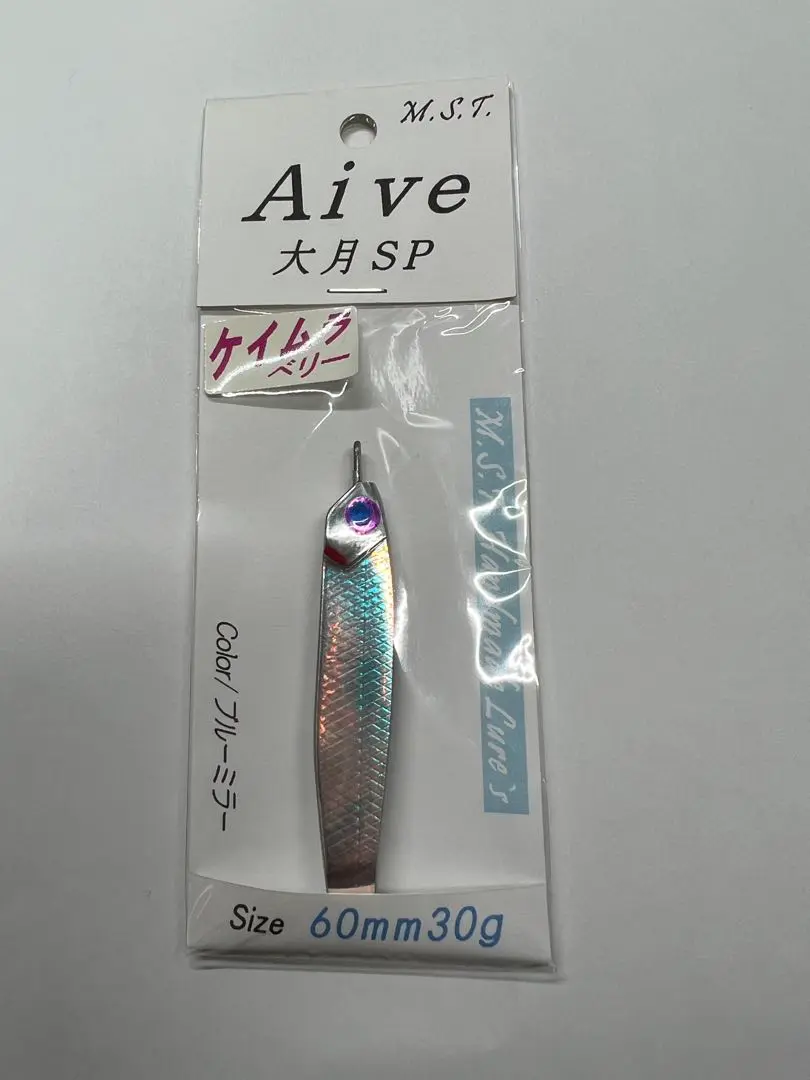 M.S.T.
Aive
大月SP
ケイムラ
ベリー
M.S.T. Handmade Lure's
Color/ブルーミラー
Size 60mm30g